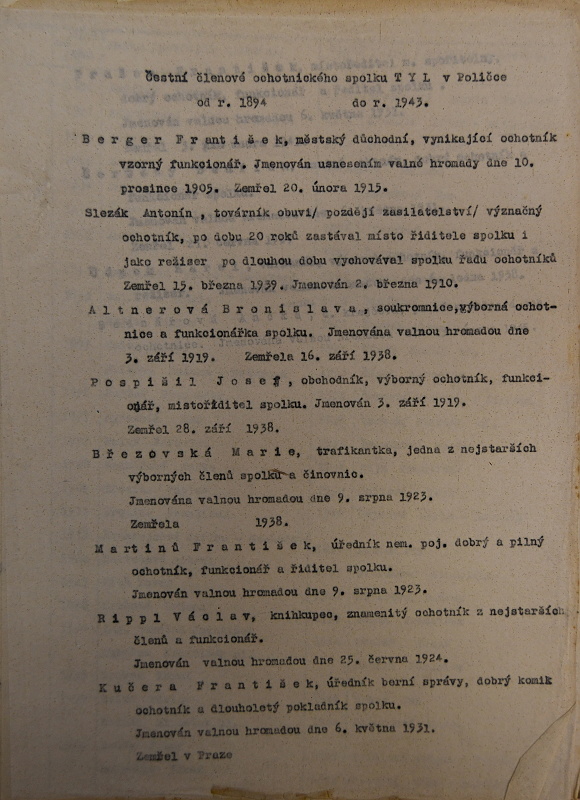 Čestní členové ochotnického spolku T Y L v Poličce
od r. 1894 do r. 1943.
B e r g e r F r a n t i š e k, městský důchodní, vynikající ochotník
vzorný funkcionář. Jmenován usnesením valné hromady dne 10.
prosince 1905. Zemřel 20. února 1915.
Slezák Antonín , továrník obuvi/ pozdějí zasilatelství/ význačný
ochotník, po dobu 20 roků zastával místo řiditele spolku i
jako režiser po dlouhou dobu vychovával spolku řadu ochotníků
Zemřel 15. března 1939. Jmenován 2. března 1910.
A l t n e r o v á B r o n i s l a v a , soukromnice,výborná ochot-
nice a funkcionářka spolku. Jmenována valnou hromadou dne
3. září 1919. Zemřela 16. září 1938.
P o s p í š i l J o s e f , obchodník, výborný ochotník, funkci-
onář, mistořiditel spolku. Jmenován 3. září 1919.
Zemřel 28. září 1938.
B ř e z o v s k á M a r i e, trafikantka, jedna z nejstarších
výborných členů spolku a činovnic.
Jmenována valnou hromadou dne 9. srpna 1923.
Zemřela 1938.
M a r t i n ů F r a n t i š e k, úředník nem. poj. dobrý a pilný
ochotník, funkcionář a řiditel spolku.
Jmenován valnou hromadou dne 9. srpna 1923.
R i p p l V á c l a v, knihkupec, znamenitý ochotník z nejstarších
členů a funkcionář.
Jmenován valnou hromadou dne 25. června 1924.
K u č e r a F r a n t i š e k, úředník berní správy, dobrý komik
ochotník a dlouholetý pokladník spolku.
Jmenován valnou hromadou dne 6. května 1931.
Zemřel v Praze